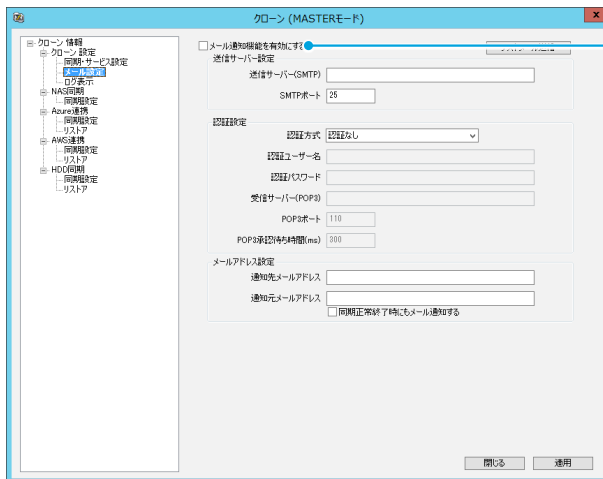 クローン (MASTERモード)
クローン 情報
クローン 設定
同期・サービス設定
メール設定
ログ表示
NAS同期
同期設定
Azure連携
同期設定
リストア
AWS連携
同期設定
リストア
HDD同期
同期設定
リストア
メール通知機能を有効にする
送信サーバー設定
送信サーバー(SMTP)
SMTPポート 25
認証設定
認証方式 認証なし
認証ユーザー名
認証パスワード
受信サーバー(POP3)
POP3ポート 110
POP3承認待ち時間(ms) 300
メールアドレス設定
通知先メールアドレス
通知元メールアドレス
同期正常終了時にもメール通知する
閉じる 適用